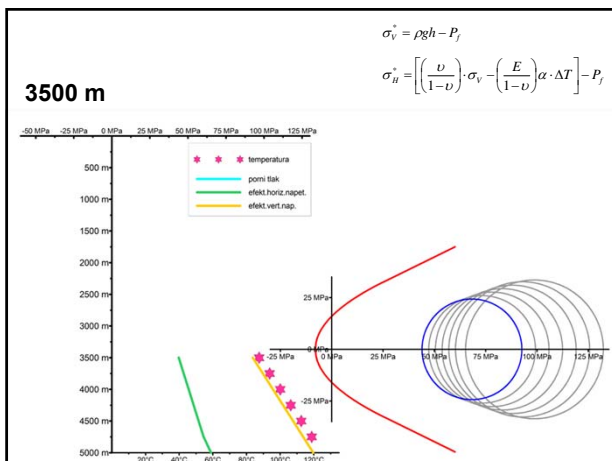 σ*V = ρgh − Pf
σ*H = [(υ/1−υ)·σV − (E/1−υ)α·ΔT] − Pf
3500 m
-50 MPa -25 MPa 0 MPa 25 MPa 50 MPa 75 MPa 100 MPa 125 MPa
500 m
1000 m
1500 m
2000 m
2500 m
3000 m
3500 m
4000 m
4500 m
5000 m
temperatura
porni tlak
efekt.horiz.napet.
efekt.vert.nap.
20°C 40°C 60°C 80°C 100°C 120°C
25 MPa
0 MPa
-25 MPa 0 MPa 25 MPa 50 MPa 75 MPa 100 MPa 125 MPa
-25 MPa